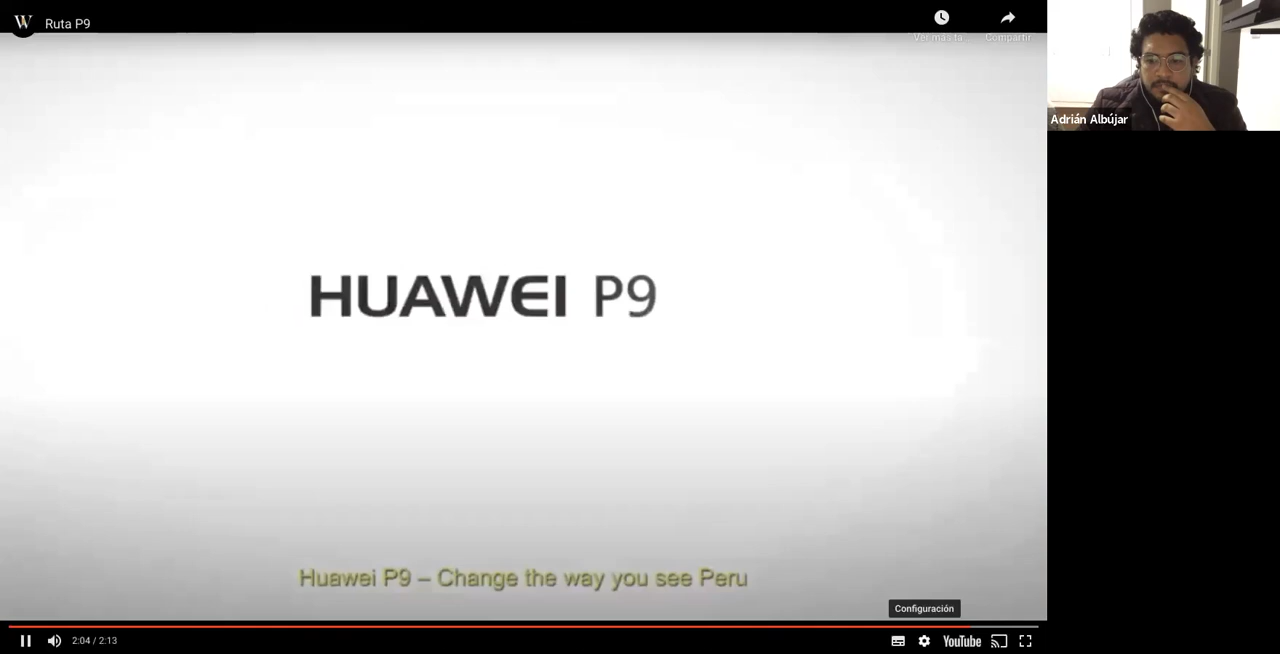 W Ruta P9
Ver más ta...
Compartir
Adrián Albújar
HUAWEI P9
Huawei P9 – Change the way you see Peru
Configuración
2:04 / 2:13
YouTube